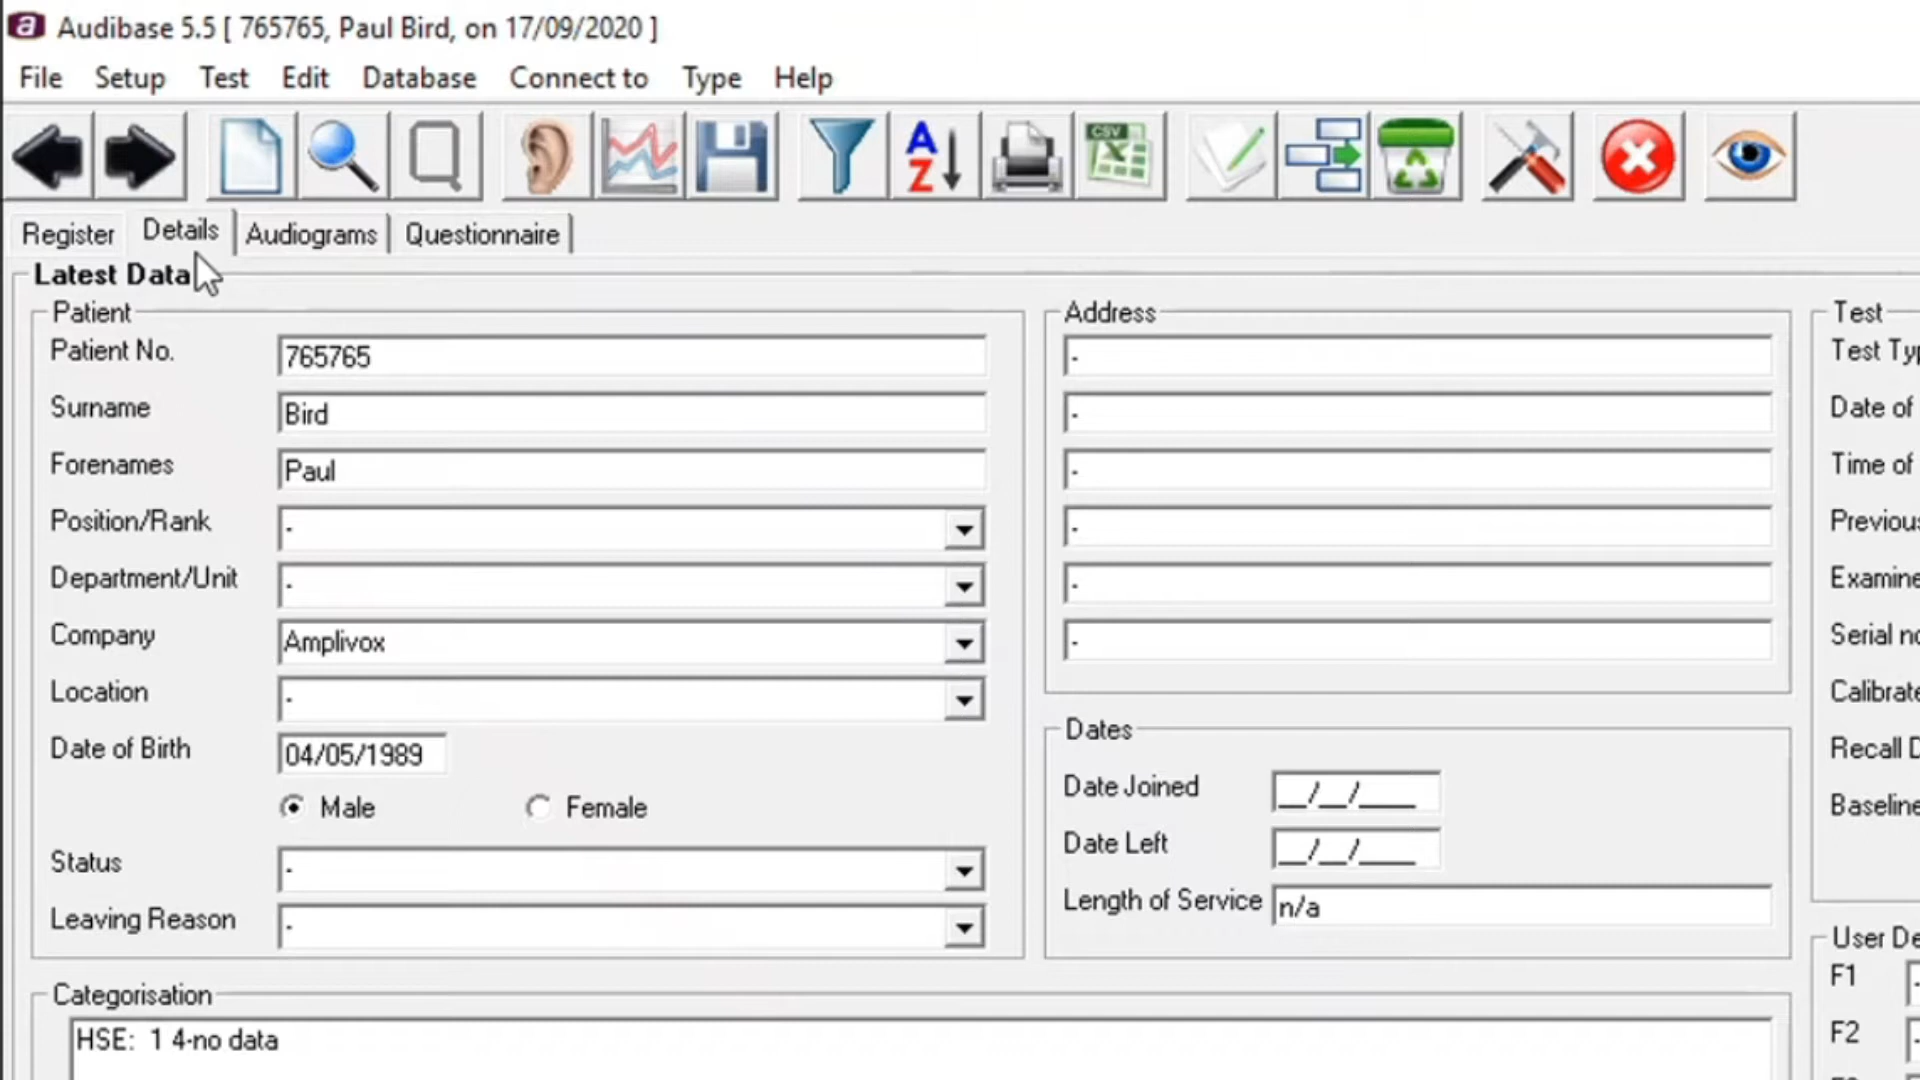 Audibase 5.5 [ 765765, Paul Bird, on 17/09/2020 ]
File Setup Test Edit Database Connect to Type Help
A
Z
CSV
Register Details Audiograms Questionnaire
Latest Data
Patient
Patient No. 765765
Surname Bird
Forenames Paul
Position/Rank -
Department/Unit -
Company Amplivox
Location -
Date of Birth 04/05/1989
Male Female
Status -
Leaving Reason -
Address
-
-
-
-
-
-
Dates
Date Joined __/__/____
Date Left __/__/____
Length of Service n/a
Test
Test Typ
Date of
Time of
Previous
Examine
Serial no
Calibrate
Recall D
Baseline
User De
F1
F2
Categorisation
HSE: 1 4-no data